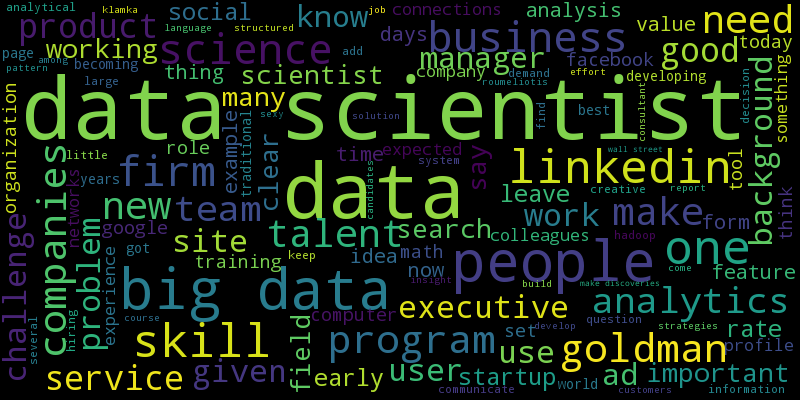 analytical
klamka
social
know
connections
job
analysis
need
product
language
structured
days
value
today
page
among
working
science
add
business
good
pattern
becoming
thing
scientist
manager
company
facebook
effort
developing
large
many
demand
roumeliotis
best
something
data scientist
organization
example
traditional
clear
sexy
solution
find
consultant
decision
background
little
role
time
expected
say
wall street
tool
years
firm
data
system
linkedin
candidates
companies
networks
new
team
leave
creative
report
think
google
work
make
form
challenge
problem
got
site
talent
search
colleagues
hadoop
one
experience
training
keep
idea
math
now
people
come
feature
big data
insight
build
make discoveries
several
hiring
course
computer
executive
analytics
skill
program
set
develop
question
strategies
rate
field
use
goldman
profile
service
given
early
user
startup
world
ad
important
communicate
customers
information